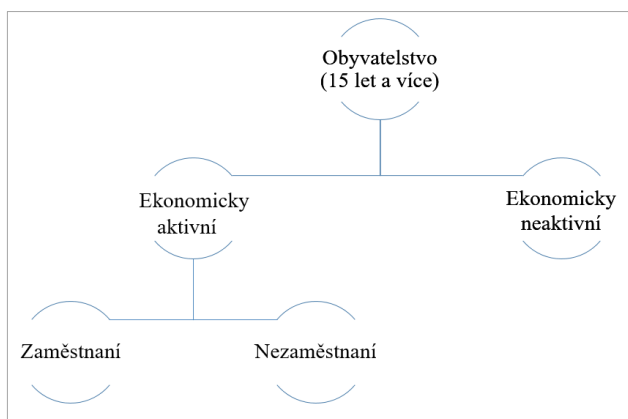 Obyvatelstvo
(15 let a více)
Ekonomicky
aktivní
Ekonomicky
neaktivní
Zaměstnaní
Nezaměstnaní